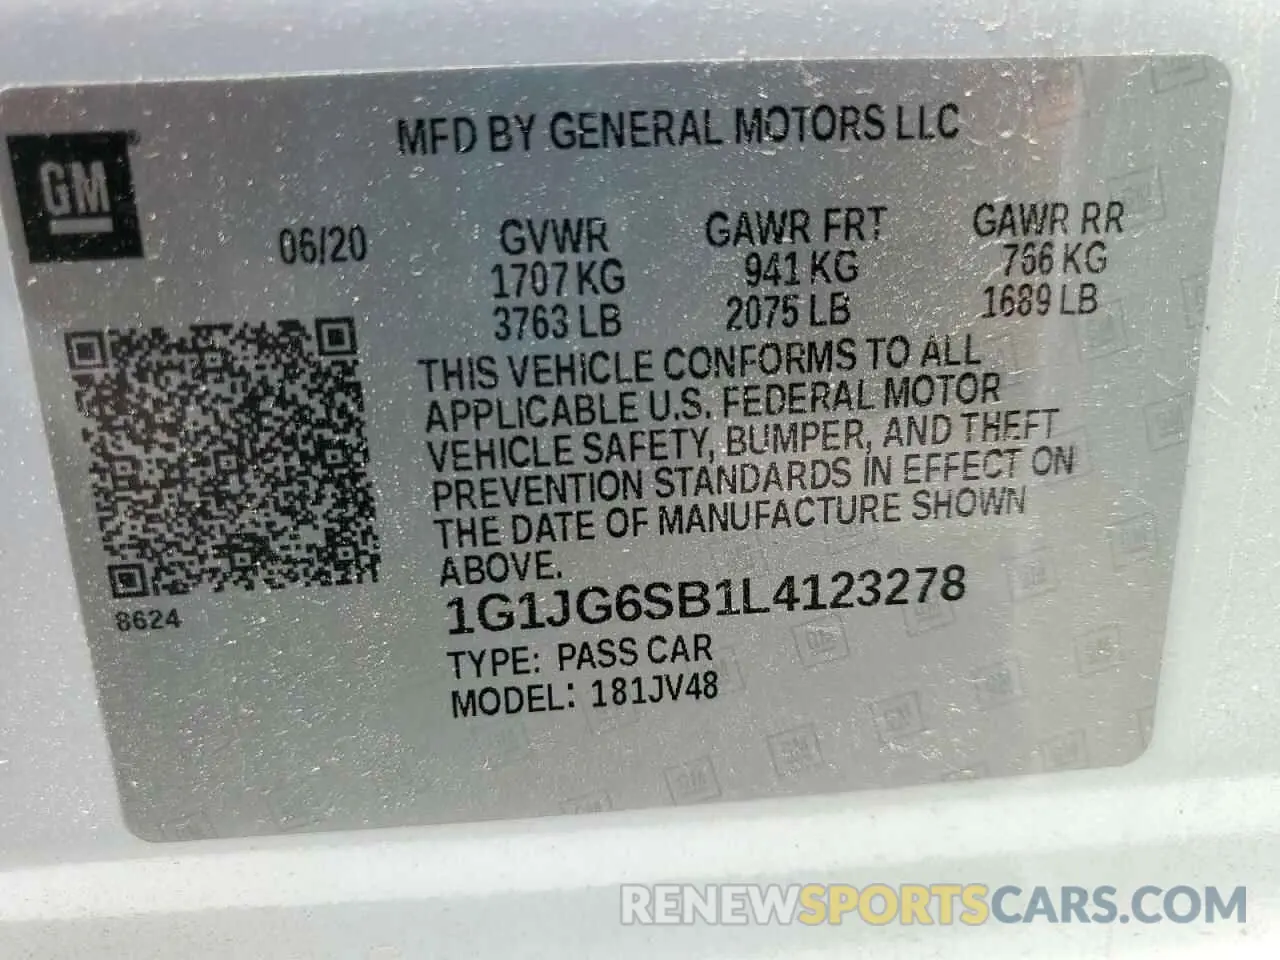 MFD BY GENERAL MOTORS LLC
GM
06/20
GVWR
1707 KG
3763 LB
GAWR FRT
941 KG
2075 LB
GAWR RR
766 KG
1689 LB
THIS VEHICLE CONFORMS TO ALL
APPLICABLE U.S. FEDERAL MOTOR
VEHICLE SAFETY, BUMPER, AND THEFT
PREVENTION STANDARDS IN EFFECT ON
THE DATE OF MANUFACTURE SHOWN
ABOVE.
8624
1G1JG6SB1L4123278
TYPE: PASS CAR
MODEL: 181JV48
RENEWSPORTSCARS.COM